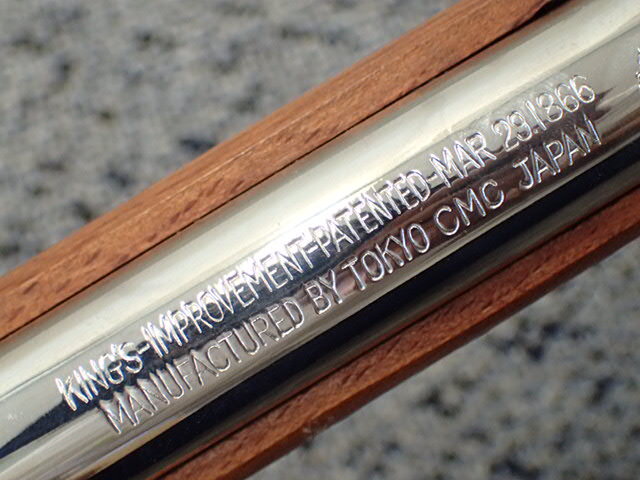 KING'S-IMPROVEMENT-PATENTED-MAR 29.1866
MANUFACTURED BY TOKYO CMC JAPAN